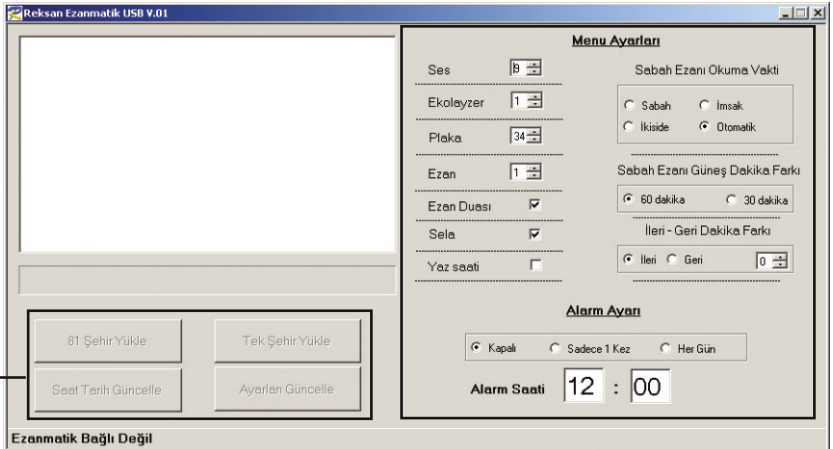 Reksan Ezanmatik USB V.01
Menu Ayarları
Ses 9
Ekolayzer 1
Plaka 34
Ezan 1
Ezan Duası
Sela
Yaz saati
Sabah Ezanı Okuma Vakti
Sabah İmsak
İkiside Otomatik
Sabah Ezanı Güneş Dakika Farkı
60 dakika 30 dakika
İleri - Geri Dakika Farkı
İleri Geri 0
Alarm Ayarı
Kapalı Sadece 1 Kez Her Gün
Alarm Saati 12 : 00
81 Şehir Yükle Tek Şehir Yükle
Saat Tarih Güncelle Ayarları Güncelle
Ezanmatik Bağlı Değil